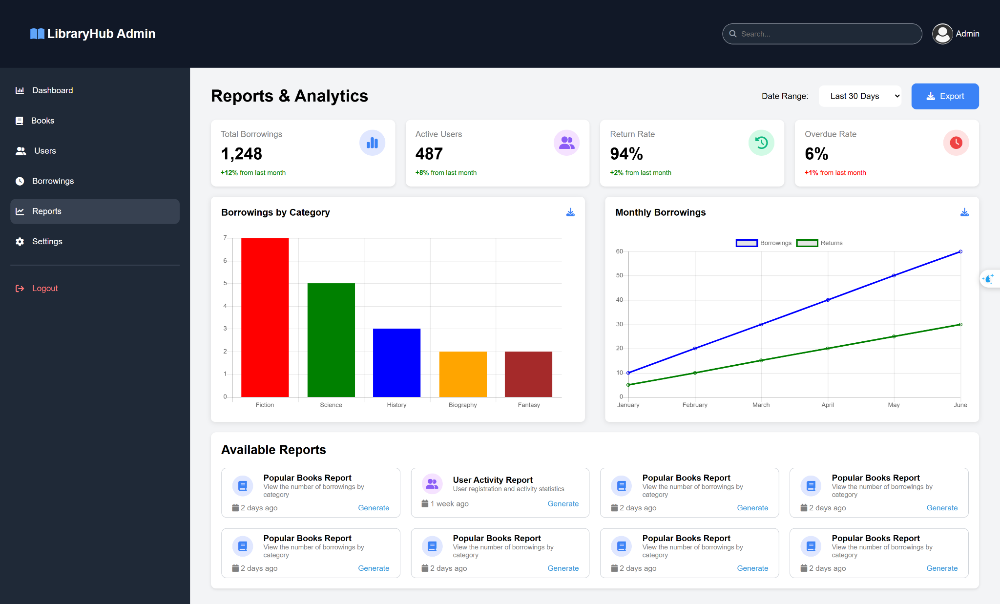 LibraryHub Admin
Search...
Admin
Dashboard
Books
Users
Borrowings
Reports
Settings
Logout
Reports & Analytics
Date Range:
Last 30 Days
Export
Total Borrowings
1,248
+12% from last month
Active Users
487
+8% from last month
Return Rate
94%
+2% from last month
Overdue Rate
6%
+1% from last month
Borrowings by Category
7
6
5
4
3
2
1
0
Fiction
Science
History
Biography
Fantasy
Monthly Borrowings
Borrowings
Returns
60
50
40
30
20
10
0
January
February
March
April
May
June
Available Reports
Popular Books Report
View the number of borrowings by
category
2 days ago
Generate
User Activity Report
User registration and activity statistics
1 week ago
Generate
Popular Books Report
View the number of borrowings by
category
2 days ago
Generate
Popular Books Report
View the number of borrowings by
category
2 days ago
Generate
Popular Books Report
View the number of borrowings by
category
2 days ago
Generate
Popular Books Report
View the number of borrowings by
category
2 days ago
Generate
Popular Books Report
View the number of borrowings by
category
2 days ago
Generate
Popular Books Report
View the number of borrowings by
category
2 days ago
Generate